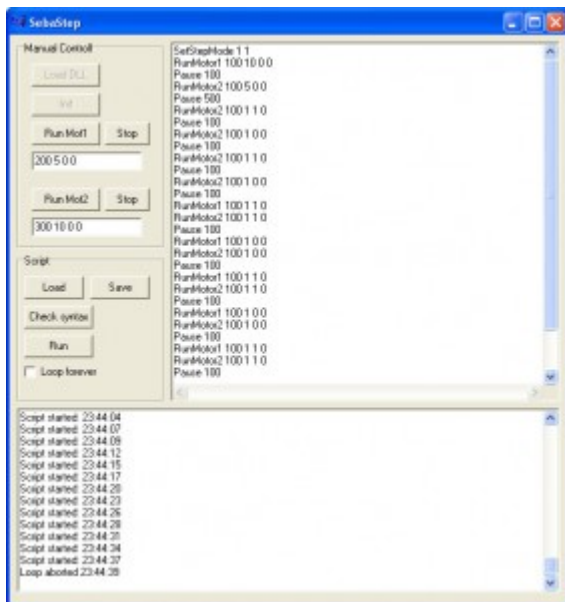 SebaStep
Manual Controll
Load DLL
Init
Run Mot1 Stop
200 5 0 0
Run Mot2 Stop
300 10 0 0
Script
Load Save
Check syntax
Run
Loop forever
SetStepMode 1 1
RunMotor1 100 10 0 0
Pause 100
RunMotor2 100 5 0 0
Pause 500
RunMotor2 100 1 1 0
Pause 100
RunMotor2 100 1 0 0
Pause 100
RunMotor2 100 1 1 0
Pause 100
RunMotor2 100 1 0 0
Pause 100
RunMotor1 100 1 1 0
RunMotor2 100 1 1 0
Pause 100
RunMotor1 100 1 0 0
RunMotor2 100 1 0 0
Pause 100
RunMotor1 100 1 1 0
RunMotor2 100 1 1 0
Pause 100
RunMotor1 100 1 0 0
RunMotor2 100 1 0 0
Pause 100
RunMotor1 100 1 1 0
RunMotor2 100 1 1 0
Pause 100
Script started: 23:44:04
Script started: 23:44:07
Script started: 23:44:09
Script started: 23:44:12
Script started: 23:44:15
Script started: 23:44:17
Script started: 23:44:20
Script started: 23:44:23
Script started: 23:44:26
Script started: 23:44:28
Script started: 23:44:31
Script started: 23:44:34
Script started: 23:44:37
Loop aborted 23:44:39